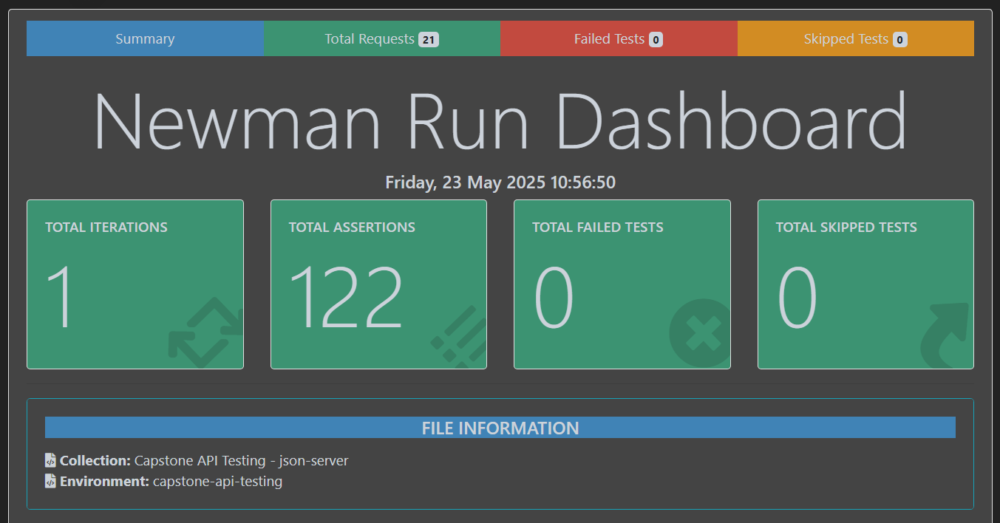 Summary
Total Requests 21
Failed Tests 0
Skipped Tests 0
Newman Run Dashboard
Friday, 23 May 2025 10:56:50
TOTAL ITERATIONS
1
TOTAL ASSERTIONS
122
TOTAL FAILED TESTS
0
TOTAL SKIPPED TESTS
0
FILE INFORMATION
Collection: Capstone API Testing - json-server
Environment: capstone-api-testing